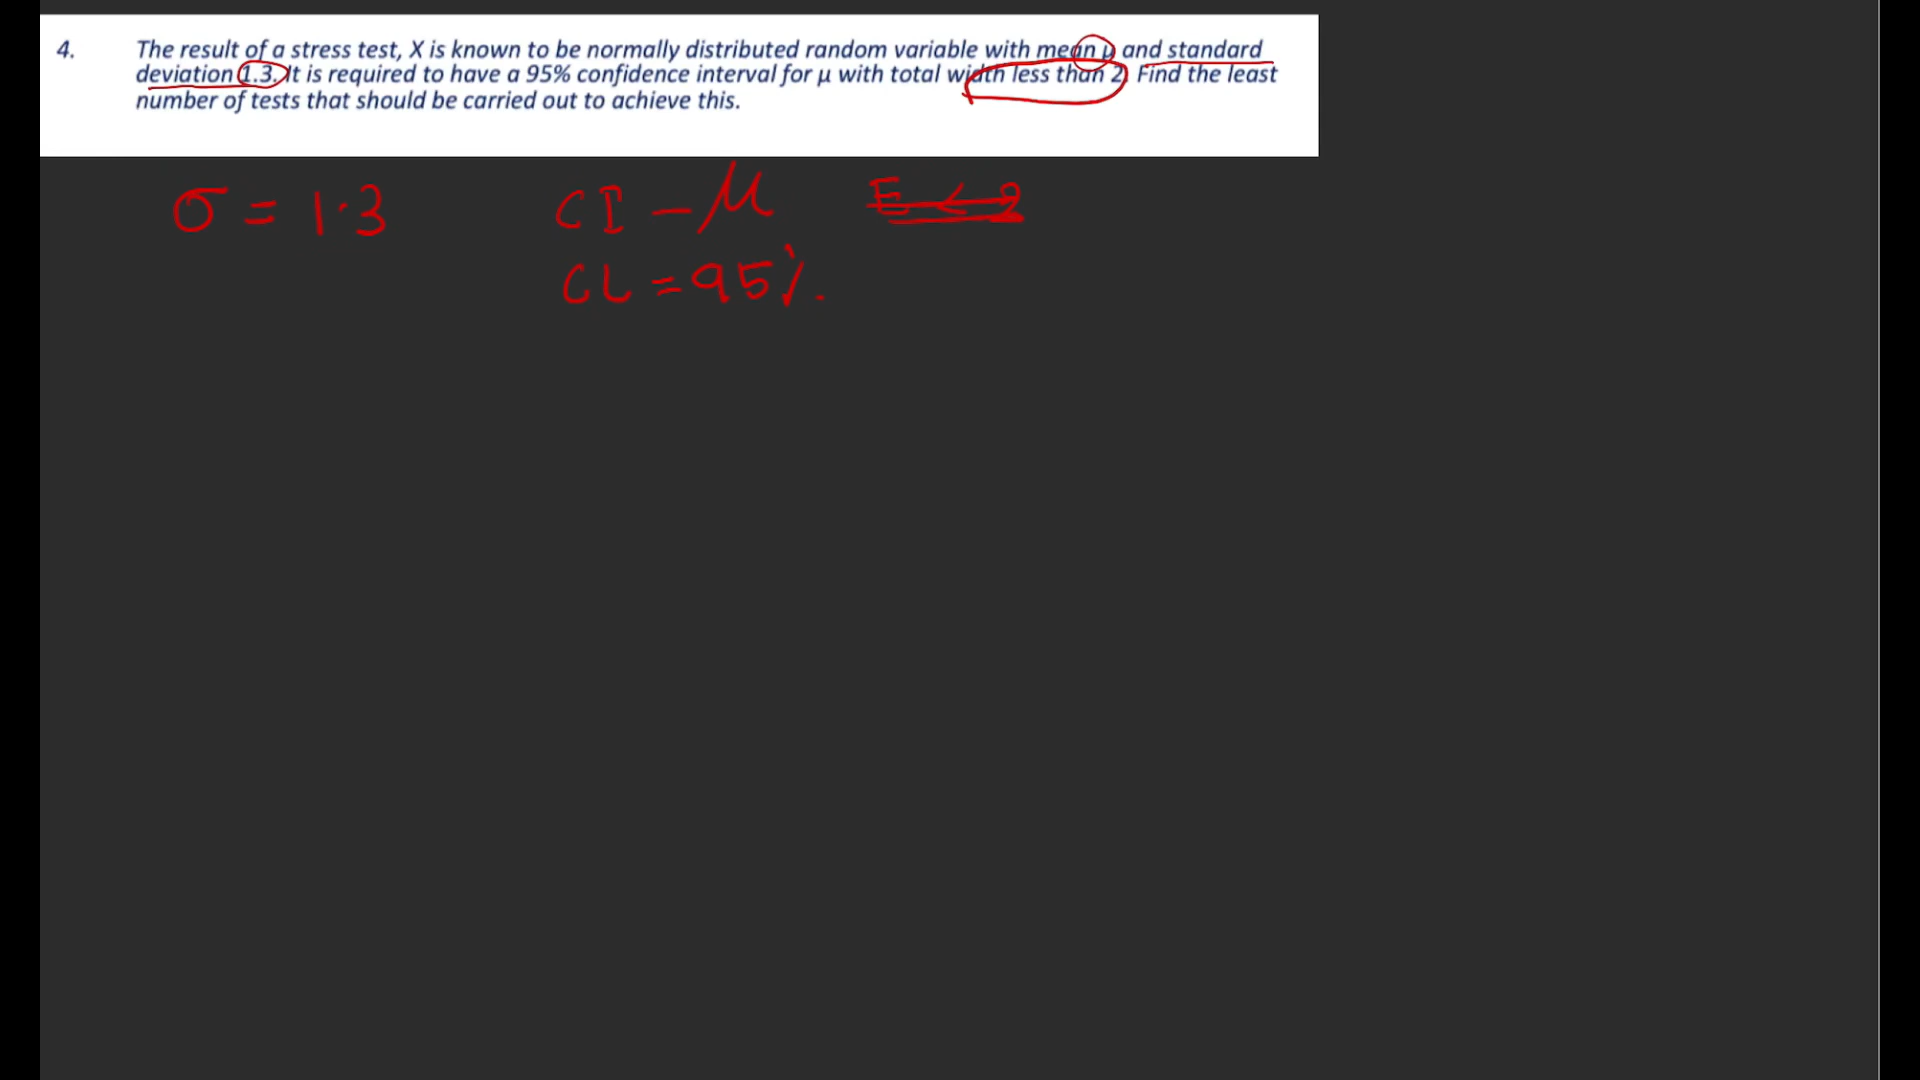 4. The result of a stress test, X is known to be normally distributed random variable with mean μ and standard
deviation 1.3. It is required to have a 95% confidence interval for μ with total width less than 2. Find the least
number of tests that should be carried out to achieve this.
σ = 1.3 CI - μ E < 2
CL = 95%.